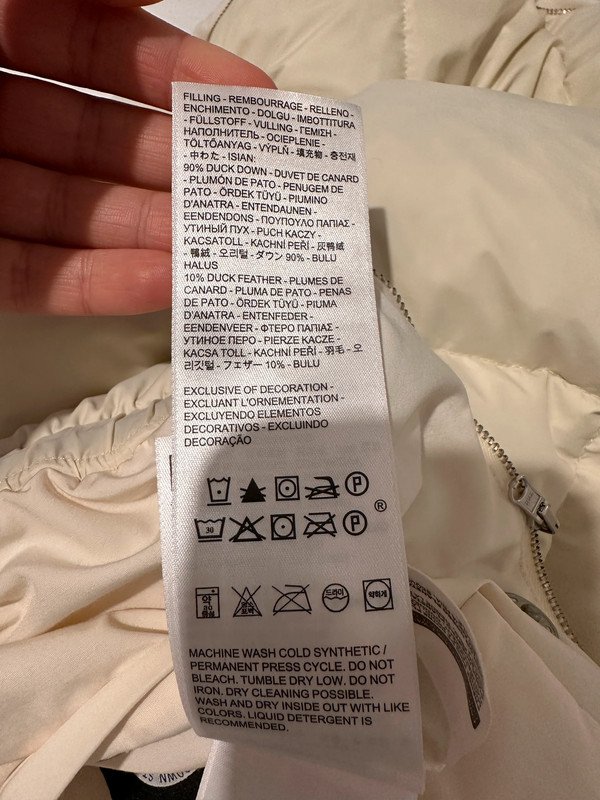 FILLING - REMBOURRAGE - RELLENO -
ENCHIMENTO - DOLGU - IMBOTTITURA
- FÜLLSTOFF - VULLING - ΓΕΜΙΣΗ -
НАПОЛНИТЕЛЬ - OCIEPLENIE -
TÖLTŐANYAG - VÝPLŇ - 填充物 - 충전재
- 中わた - ISIAN:
90% DUCK DOWN - DUVET DE CANARD
- PLUMÓN DE PATO - PENUGEM DE
PATO - ÖRDEK TÜYÜ - PIUMINO
D'ANATRA - ENTENDAUNEN -
EENDENDONS - ΠΟΥΠΟΥΛΟ ΠΑΠΙΑΣ -
УТИНЫЙ ПУХ - PUCH KACZY -
KACSATOLL - KACHNÍ PEŘÍ - 灰鸭绒
- 鴨絨 - 오리털 - ダウン 90% - BULU
HALUS
10% DUCK FEATHER - PLUMES DE
CANARD - PLUMA DE PATO - PENAS
DE PATO - ÖRDEK TÜYÜ - PIUMA
D'ANATRA - ENTENFEDER -
EENDENVEER - ΦΤΕΡΟ ΠΑΠΙΑΣ -
УТИНОЕ ПЕРО - PIERZE KACZE -
KACSA TOLL - KACHNÍ PEŘÍ - 羽毛 - 오
리깃털 - フェザー 10% - BULU
EXCLUSIVE OF DECORATION -
EXCLUANT L'ORNEMENTATION -
EXCLUYENDO ELEMENTOS
DECORATIVOS - EXCLUINDO
DECORAÇÃO
P
30 P ®
드라이 약하게
MACHINE WASH COLD SYNTHETIC /
PERMANENT PRESS CYCLE. DO NOT
BLEACH. TUMBLE DRY LOW. DO NOT
IRON. DRY CLEANING POSSIBLE.
WASH AND DRY INSIDE OUT WITH LIKE
COLORS. LIQUID DETERGENT IS
RECOMMENDED.